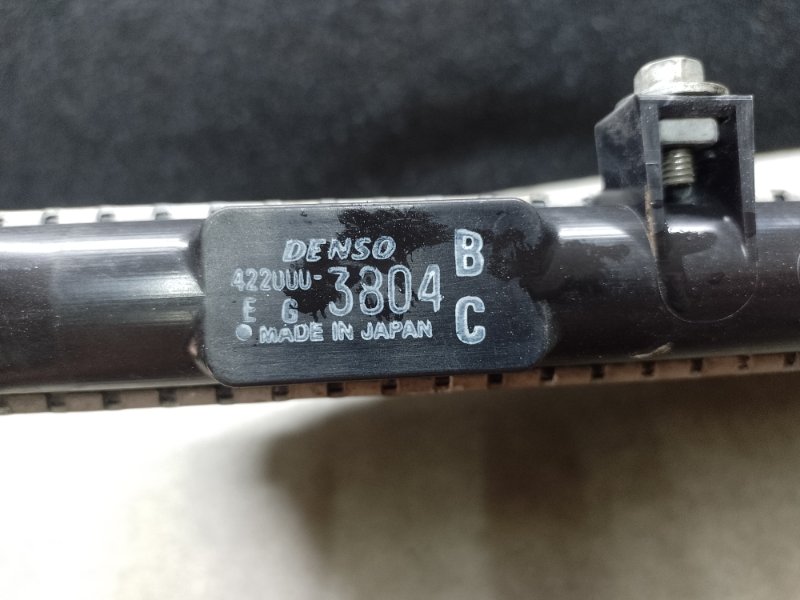 DENSO
422000-3804
B
E G
C
MADE IN JAPAN